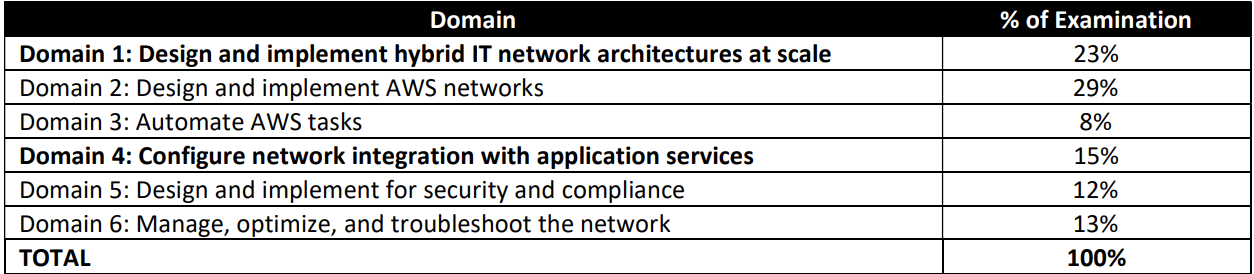 Domain % of Examination
Domain 1: Design and implement hybrid IT network architectures at scale 23%
Domain 2: Design and implement AWS networks 29%
Domain 3: Automate AWS tasks 8%
Domain 4: Configure network integration with application services 15%
Domain 5: Design and implement for security and compliance 12%
Domain 6: Manage, optimize, and troubleshoot the network 13%
TOTAL 100%